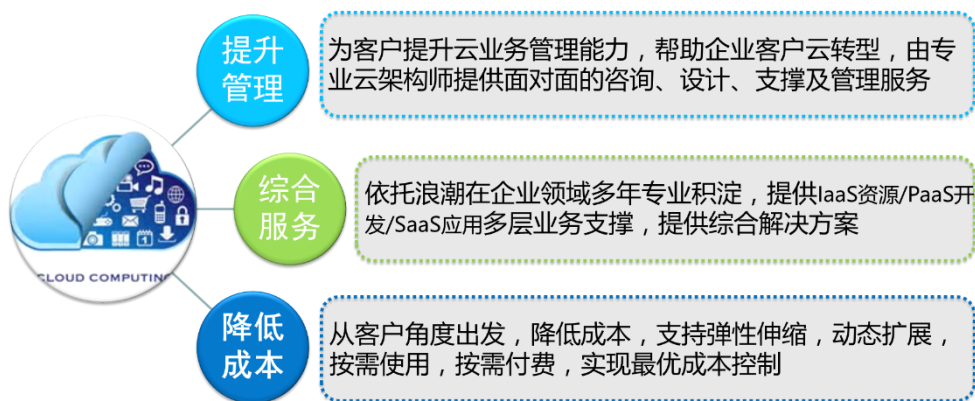 提升
管理
为客户提升云业务管理能力，帮助企业客户云转型，由专
业云架构师提供面对面的咨询、设计、支撑及管理服务
CLOUD COMPUTING
综合
服务
依托浪潮在企业领域多年专业积淀，提供IaaS资源/PaaS开
发/SaaS应用多层业务支撑，提供综合解决方案
降低
成本
从客户角度出发，降低成本，支持弹性伸缩，动态扩展，
按需使用，按需付费，实现最优成本控制